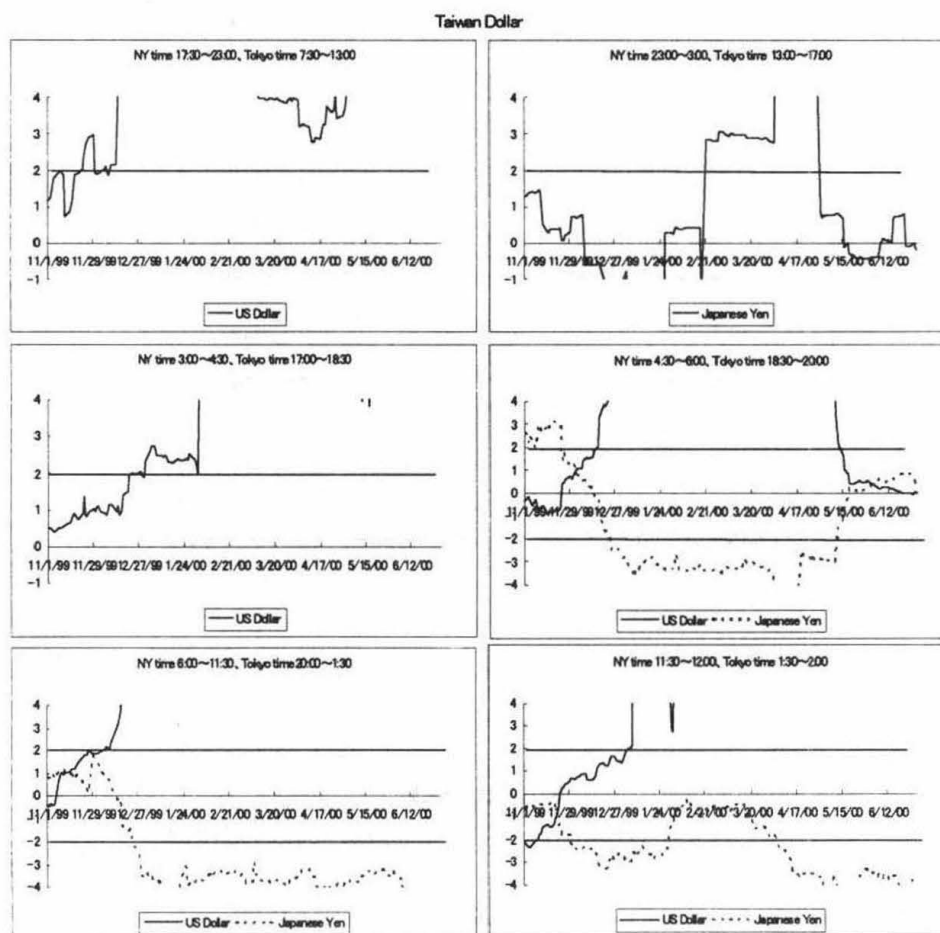 Taiwan Dollar
NY time 17:30~23:00、Tokyo time 7:30~13:00
4
3
2
1
0
-1
11/1/99 11/29/99 12/27/99 1/24/00 2/21/00 3/20/00 4/17/00 5/15/00 6/12/00
US Dollar
NY time 23:00~3:00、Tokyo time 13:00~17:00
4
3
2
1
0
-1
11/1/99 11/29/99 12/27/99 1/24/00 2/21/00 3/20/00 4/17/00 5/15/00 6/12/00
Japanese Yen
NY time 3:00~4:30、Tokyo time 17:00~18:30
4
3
2
1
0
-1
11/1/99 11/29/99 12/27/99 1/24/00 2/21/00 3/20/00 4/17/00 5/15/00 6/12/00
US Dollar
NY time 4:30~6:00、Tokyo time 18:30~20:00
4
3
2
1
0
11/1/99 11/29/99 12/27/99 1/24/00 2/21/00 3/20/00 4/17/00 5/15/00 6/12/00
-2
-3
-4
US Dollar Japanese Yen
NY time 6:00~11:30、Tokyo time 20:00~1:30
4
3
2
1
0
11/1/99 11/29/99 12/27/99 1/24/00 2/21/00 3/20/00 4/17/00 5/15/00 6/12/00
-2
-3
-4
US Dollar Japanese Yen
NY time 11:30~12:00、Tokyo time 1:30~2:00
4
3
2
1
0
11/1/99 11/29/99 12/27/99 1/24/00 2/21/00 3/20/00 4/17/00 5/15/00 6/12/00
-2
-3
-4
US Dollar Japanese Yen